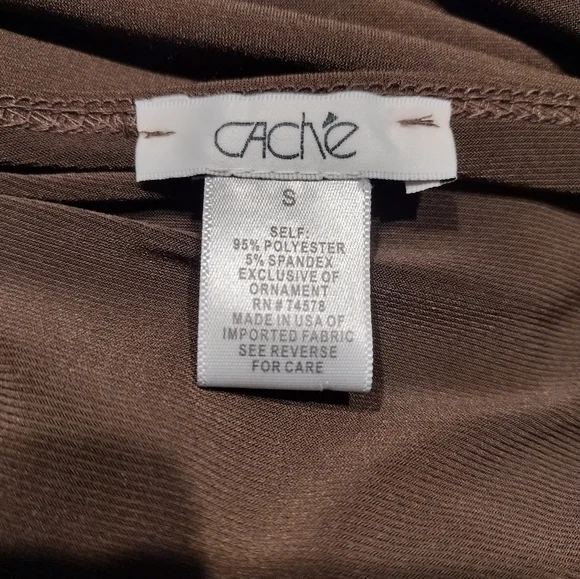 CAChé
S
SELF:
95% POLYESTER
5% SPANDEX
EXCLUSIVE OF
ORNAMENT
RN # 74578
MADE IN USA OF
IMPORTED FABRIC
SEE REVERSE
FOR CARE